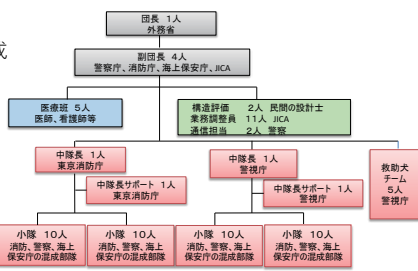 団長 1人
外務省
成
副団長 4人
警察庁、消防庁、海上保安庁、JICA
医療班 5人
医師、看護師等
構造評価 2人 民間の設計士
業務調整員 11人 JICA
通信担当 2人 警察
中隊長 1人
東京消防庁
中隊長サポート 1人
東京消防庁
中隊長 1人
警視庁
中隊長サポート 1人
警視庁
救助犬
チーム
5人
警視庁
小隊 10人
消防、警察、海上
保安庁の混成部隊
小隊 10人
消防、警察、海上
保安庁の混成部隊
小隊 10人
消防、警察、海上
保安庁の混成部隊
小隊 10人
消防、警察、海上
保安庁の混成部隊